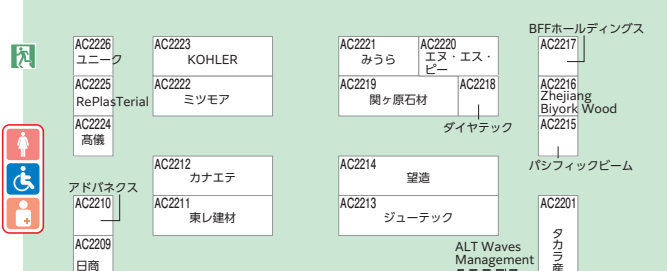 BFFホールディングス
AC2226
ユニーク
AC2223
KOHLER
AC2221
みうら
AC2220
エヌ・エス・
ピー
AC2217
AC2225
RePlasTerial
AC2222
ミツモア
AC2219
関ヶ原石材
AC2218
ダイヤテック
AC2216
Zhejiang
Biyork Wood
AC2224
髙儀
AC2215
パシフィックビーム
AC2212
カナエテ
AC2214
望造
アドバネクス
AC2210
AC2211
東レ建材
AC2213
ジューテック
AC2201
タカラ産
AC2209
日商
ALT Waves
Management